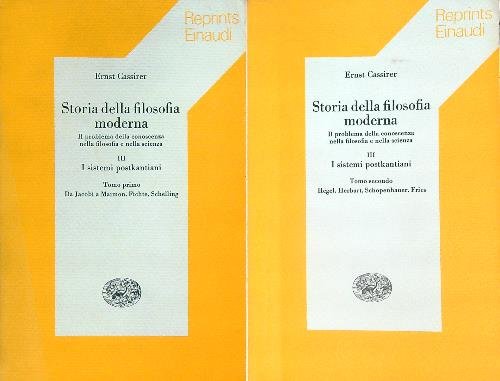 Reprints
Einaudi
Ernst Cassirer
Storia della filosofia
moderna
Il problema della conoscenza
nella filosofia e nella scienza
III
I sistemi postkantiani
Tomo primo
Da Jacobi a Maimon, Fichte, Schelling
Reprints
Einaudi
Ernst Cassirer
Storia della filosofia
moderna
Il problema della conoscenza
nella filosofia e nella scienza
III
I sistemi postkantiani
Tomo secondo
Hegel, Herbart, Schopenhauer, Fries